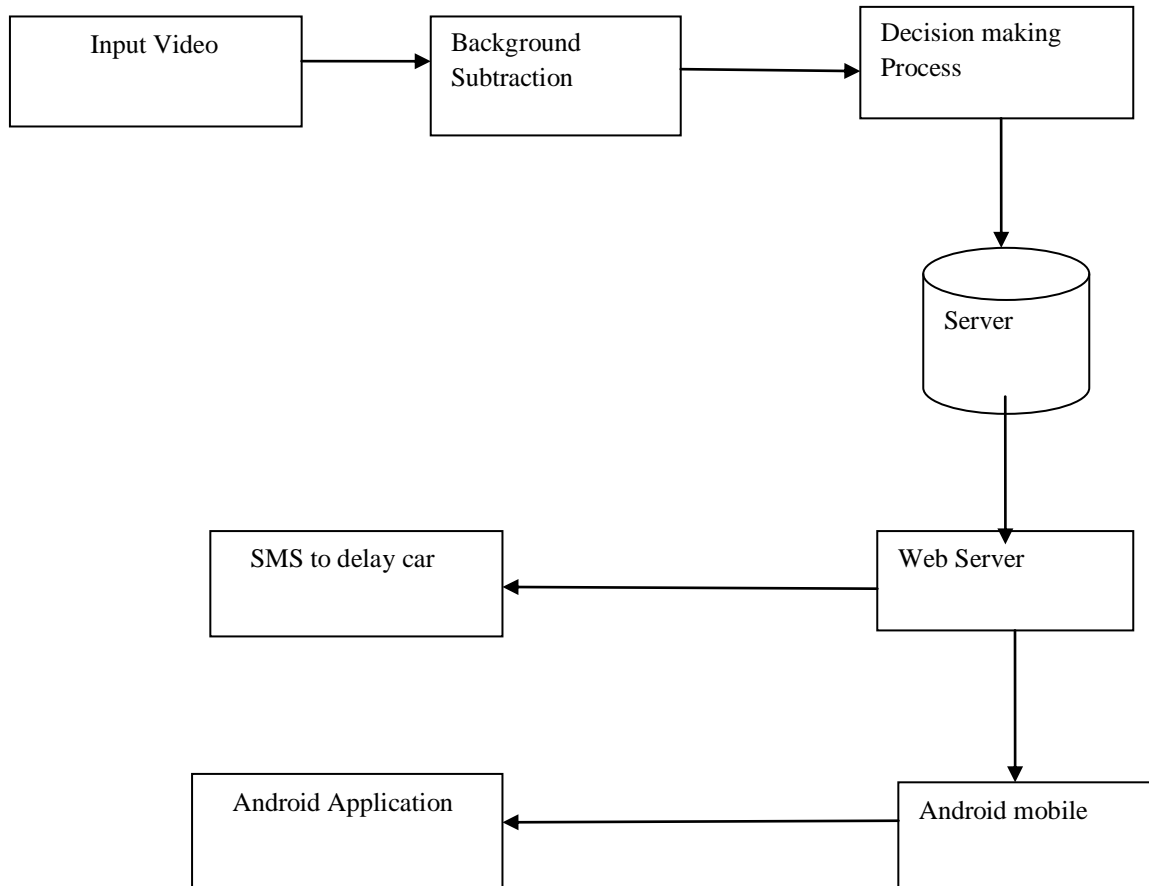 Input Video
Background
Subtraction
Decision making
Process
Server
SMS to delay car
Web Server
Android Application
Android mobile